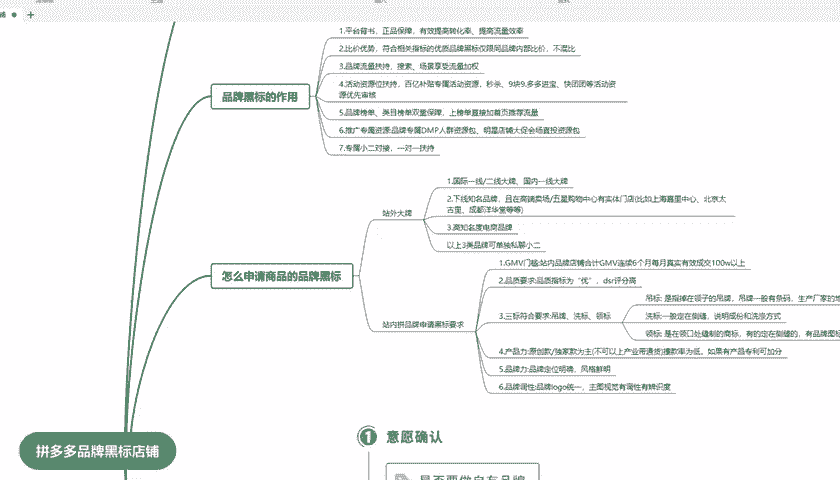 品牌黑标的作用
1.平台背书，正品保障，有效提高转化率、提高流量效率
2.比价优势，符合相关指标的优质品牌黑标仅限同品牌内部比价，不混比
3.品牌流量扶持，搜索、场景享受流量加权
4.活动资源位扶持，百亿补贴专属活动资源，秒杀、9块9,多多进宝、快团团等活动资
源优先审核
5.品牌榜单、类目榜单双重保障，上榜单直接加首页推荐流量
6.推广专属资源:品牌专属DMP人群资源包、明星店铺大促会场直投资源包
7.专属小二对接，一对一扶持
怎么申请商品的品牌黑标
站外大牌
1.国际一线/二线大牌、国内一线大牌
2.下线知名品牌，且在高端卖场/五星购物中心有实体门店(比如上海嘉里中心、北京太
古里、成都洋华堂等等)
3.高知名度电商品牌
以上3类品牌可单独私聊小二
站内拼品牌申请黑标要求
1.GMV门槛:站内品牌店铺合计GMV连续6个月每月真实有效成交100w以上
2.品质要求:品质指标为“优”，dsr评分高
3.三标符合要求:吊牌、洗标、领标
吊标: 是指掉在领子的吊牌，吊牌一般有条码，生产厂家的
洗标:一般定在侧缝，说明成份和洗涤方式
领标: 是在领口处缝制的商标，有的定在侧缝的，有品牌
4.产品力:原创款/独家款为主(不可以上产业带通货)撞款率为低。如果有产品专利可加分
5.品牌力:品牌定位明确，风格鲜明
6.品牌调性:品牌logo统一，主图视觉有调性有辨识度
拼多多品牌黑标店铺
1 意愿确认
是否要做自有品牌